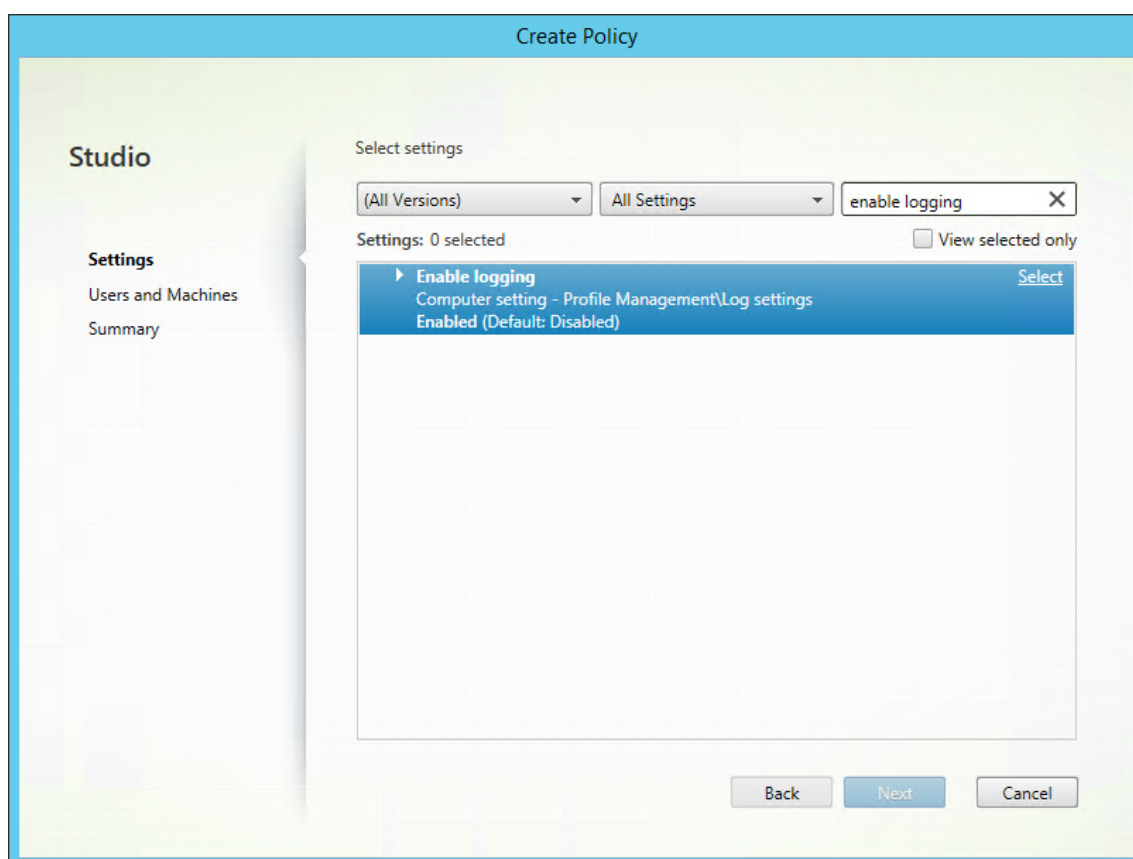 Create Policy
Studio
Settings
Users and Machines
Summary
Select settings
(All Versions)
All Settings
enable logging
Settings: 0 selected
View selected only
Enable logging
Select
Computer setting - Profile Management\Log settings
Enabled (Default: Disabled)
Back
Next
Cancel